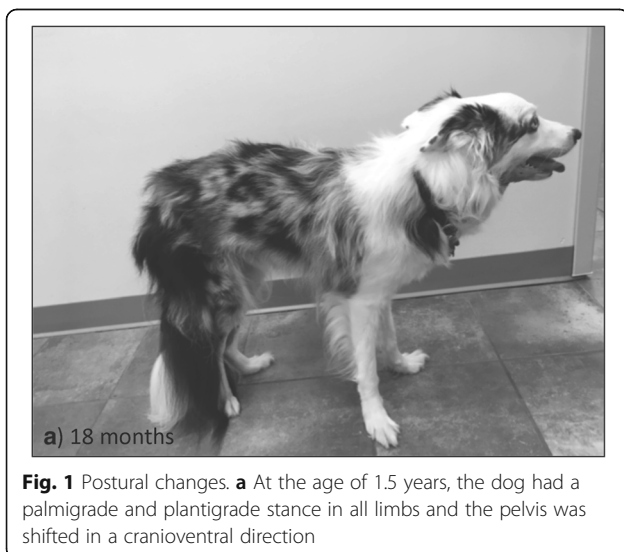 a) 18 months
Fig. 1 Postural changes. a At the age of 1.5 years, the dog had a
palmigrade and plantigrade stance in all limbs and the pelvis was
shifted in a cranioventral direction